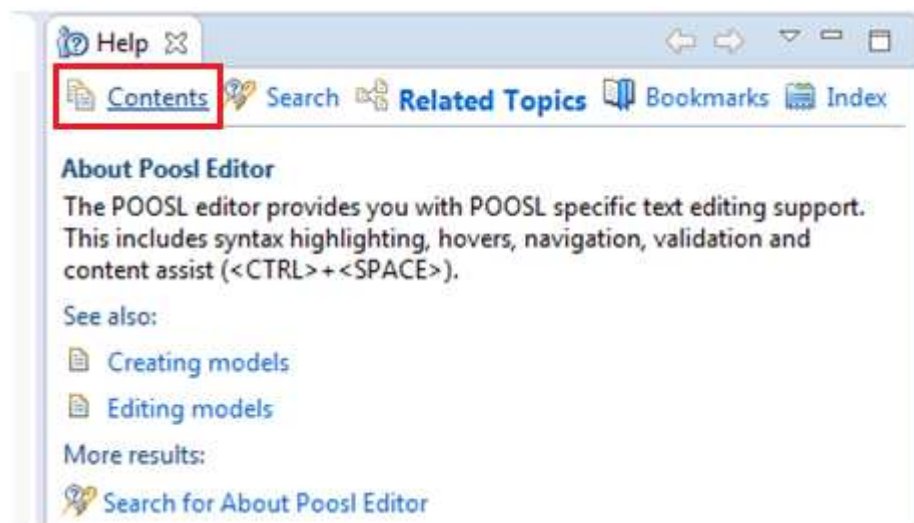 Help
Contents Search Related Topics Bookmarks Index
About Poosl Editor
The POOSL editor provides you with POOSL specific text editing support.
This includes syntax highlighting, hovers, navigation, validation and
content assist (<CTRL>+<SPACE>).
See also:
Creating models
Editing models
More results:
Search for About Poosl Editor